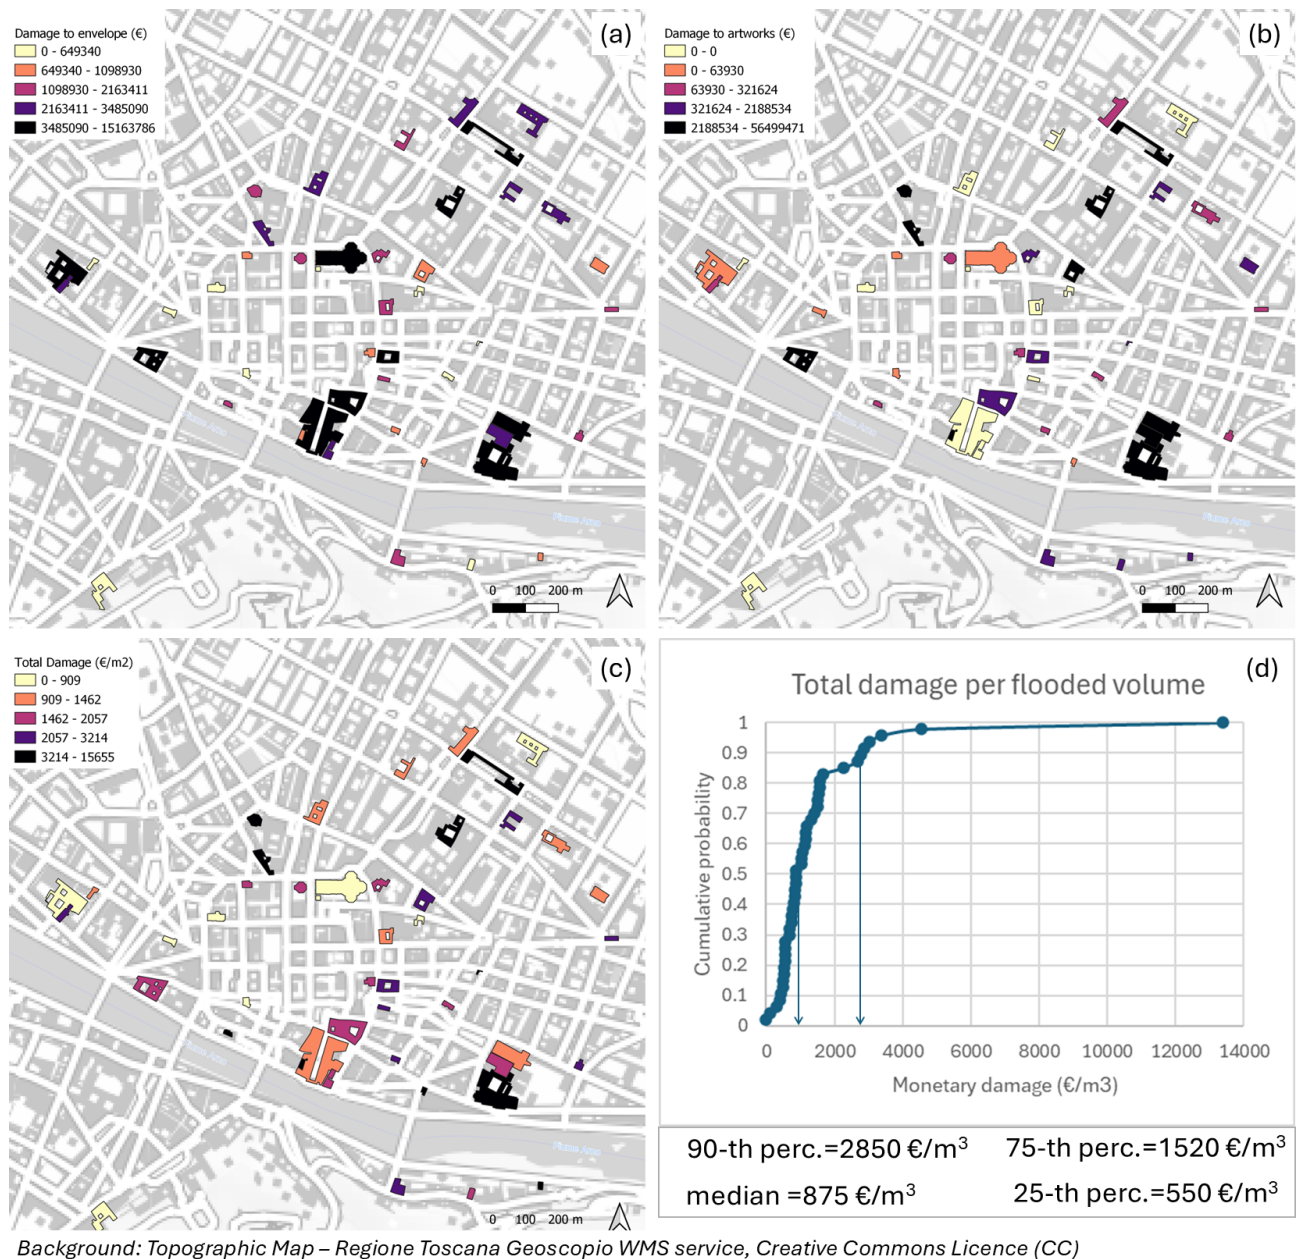 (a)
Damage to envelope (€)
0 - 649340
649340 - 1098930
1098930 - 2163411
2163411 - 3485090
3485090 - 15163786
0 100 200 m
(b)
Damage to artworks (€)
0 - 0
0 - 63930
63930 - 321624
321624 - 2188534
2188534 - 56499471
0 100 200 m
(c)
Total Damage (€/m2)
0 - 909
909 - 1462
1462 - 2057
2057 - 3214
3214 - 15655
0 100 200 m
(d)
Total damage per flooded volume
Cumulative probability
1
0.9
0.8
0.7
0.6
0.5
0.4
0.3
0.2
0.1
0
0 2000 4000 6000 8000 10000 12000 14000
Monetary damage (€/m3)
90-th perc.=2850 €/m³ 75-th perc.=1520 €/m³
median =875 €/m³ 25-th perc.=550 €/m³
Background: Topographic Map – Regione Toscana Geoscopio WMS service, Creative Commons Licence (CC)